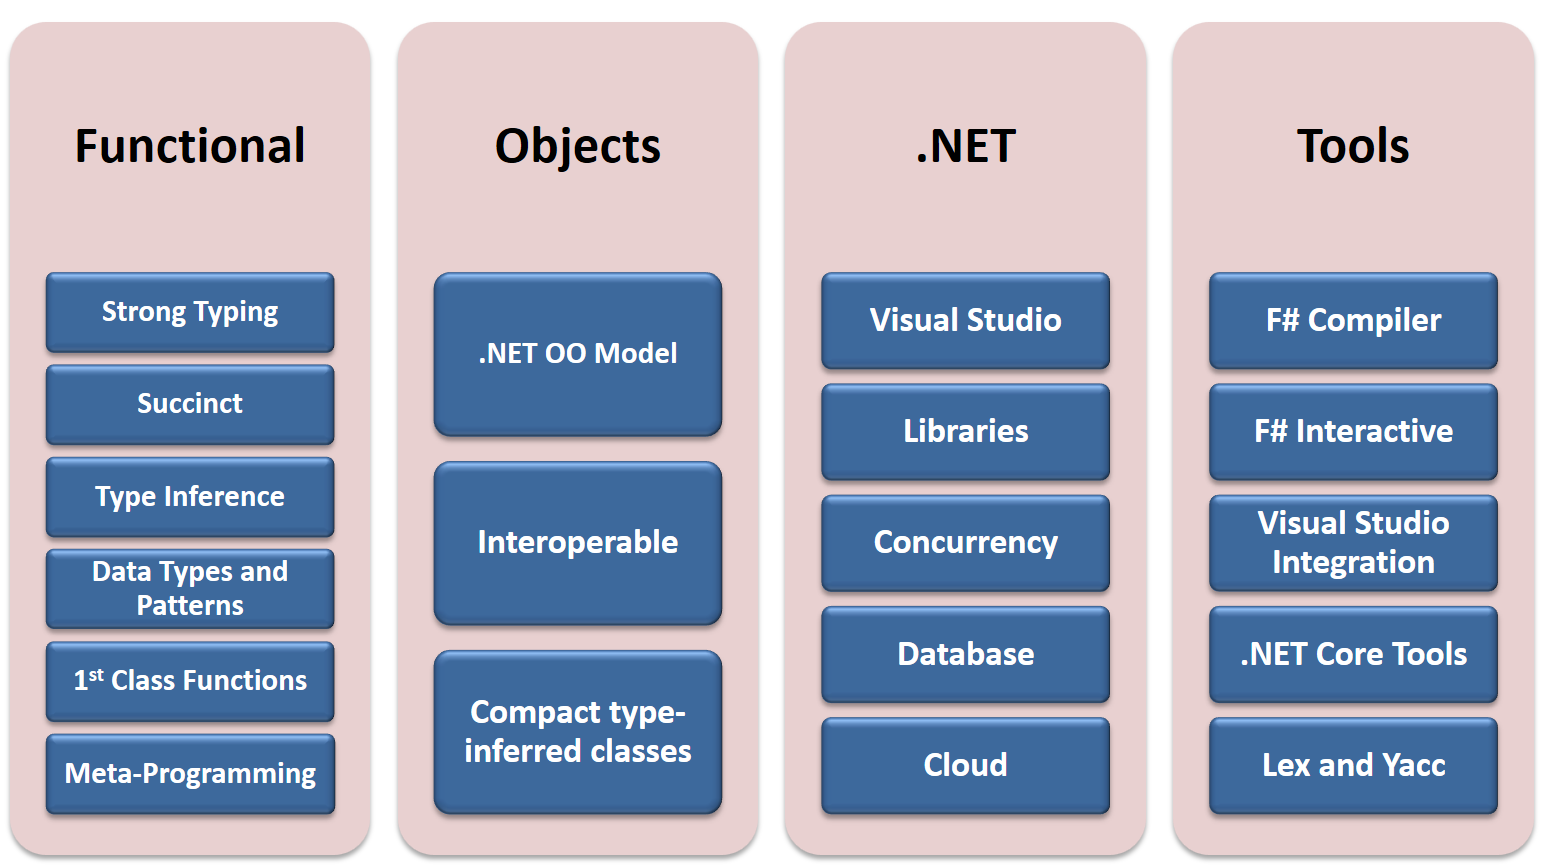 Functional
Strong Typing
Succinct
Type Inference
Data Types and
Patterns
1st Class Functions
Meta-Programming
Objects
.NET OO Model
Interoperable
Compact type-
inferred classes
.NET
Visual Studio
Libraries
Concurrency
Database
Cloud
Tools
F# Compiler
F# Interactive
Visual Studio
Integration
.NET Core Tools
Lex and Yacc